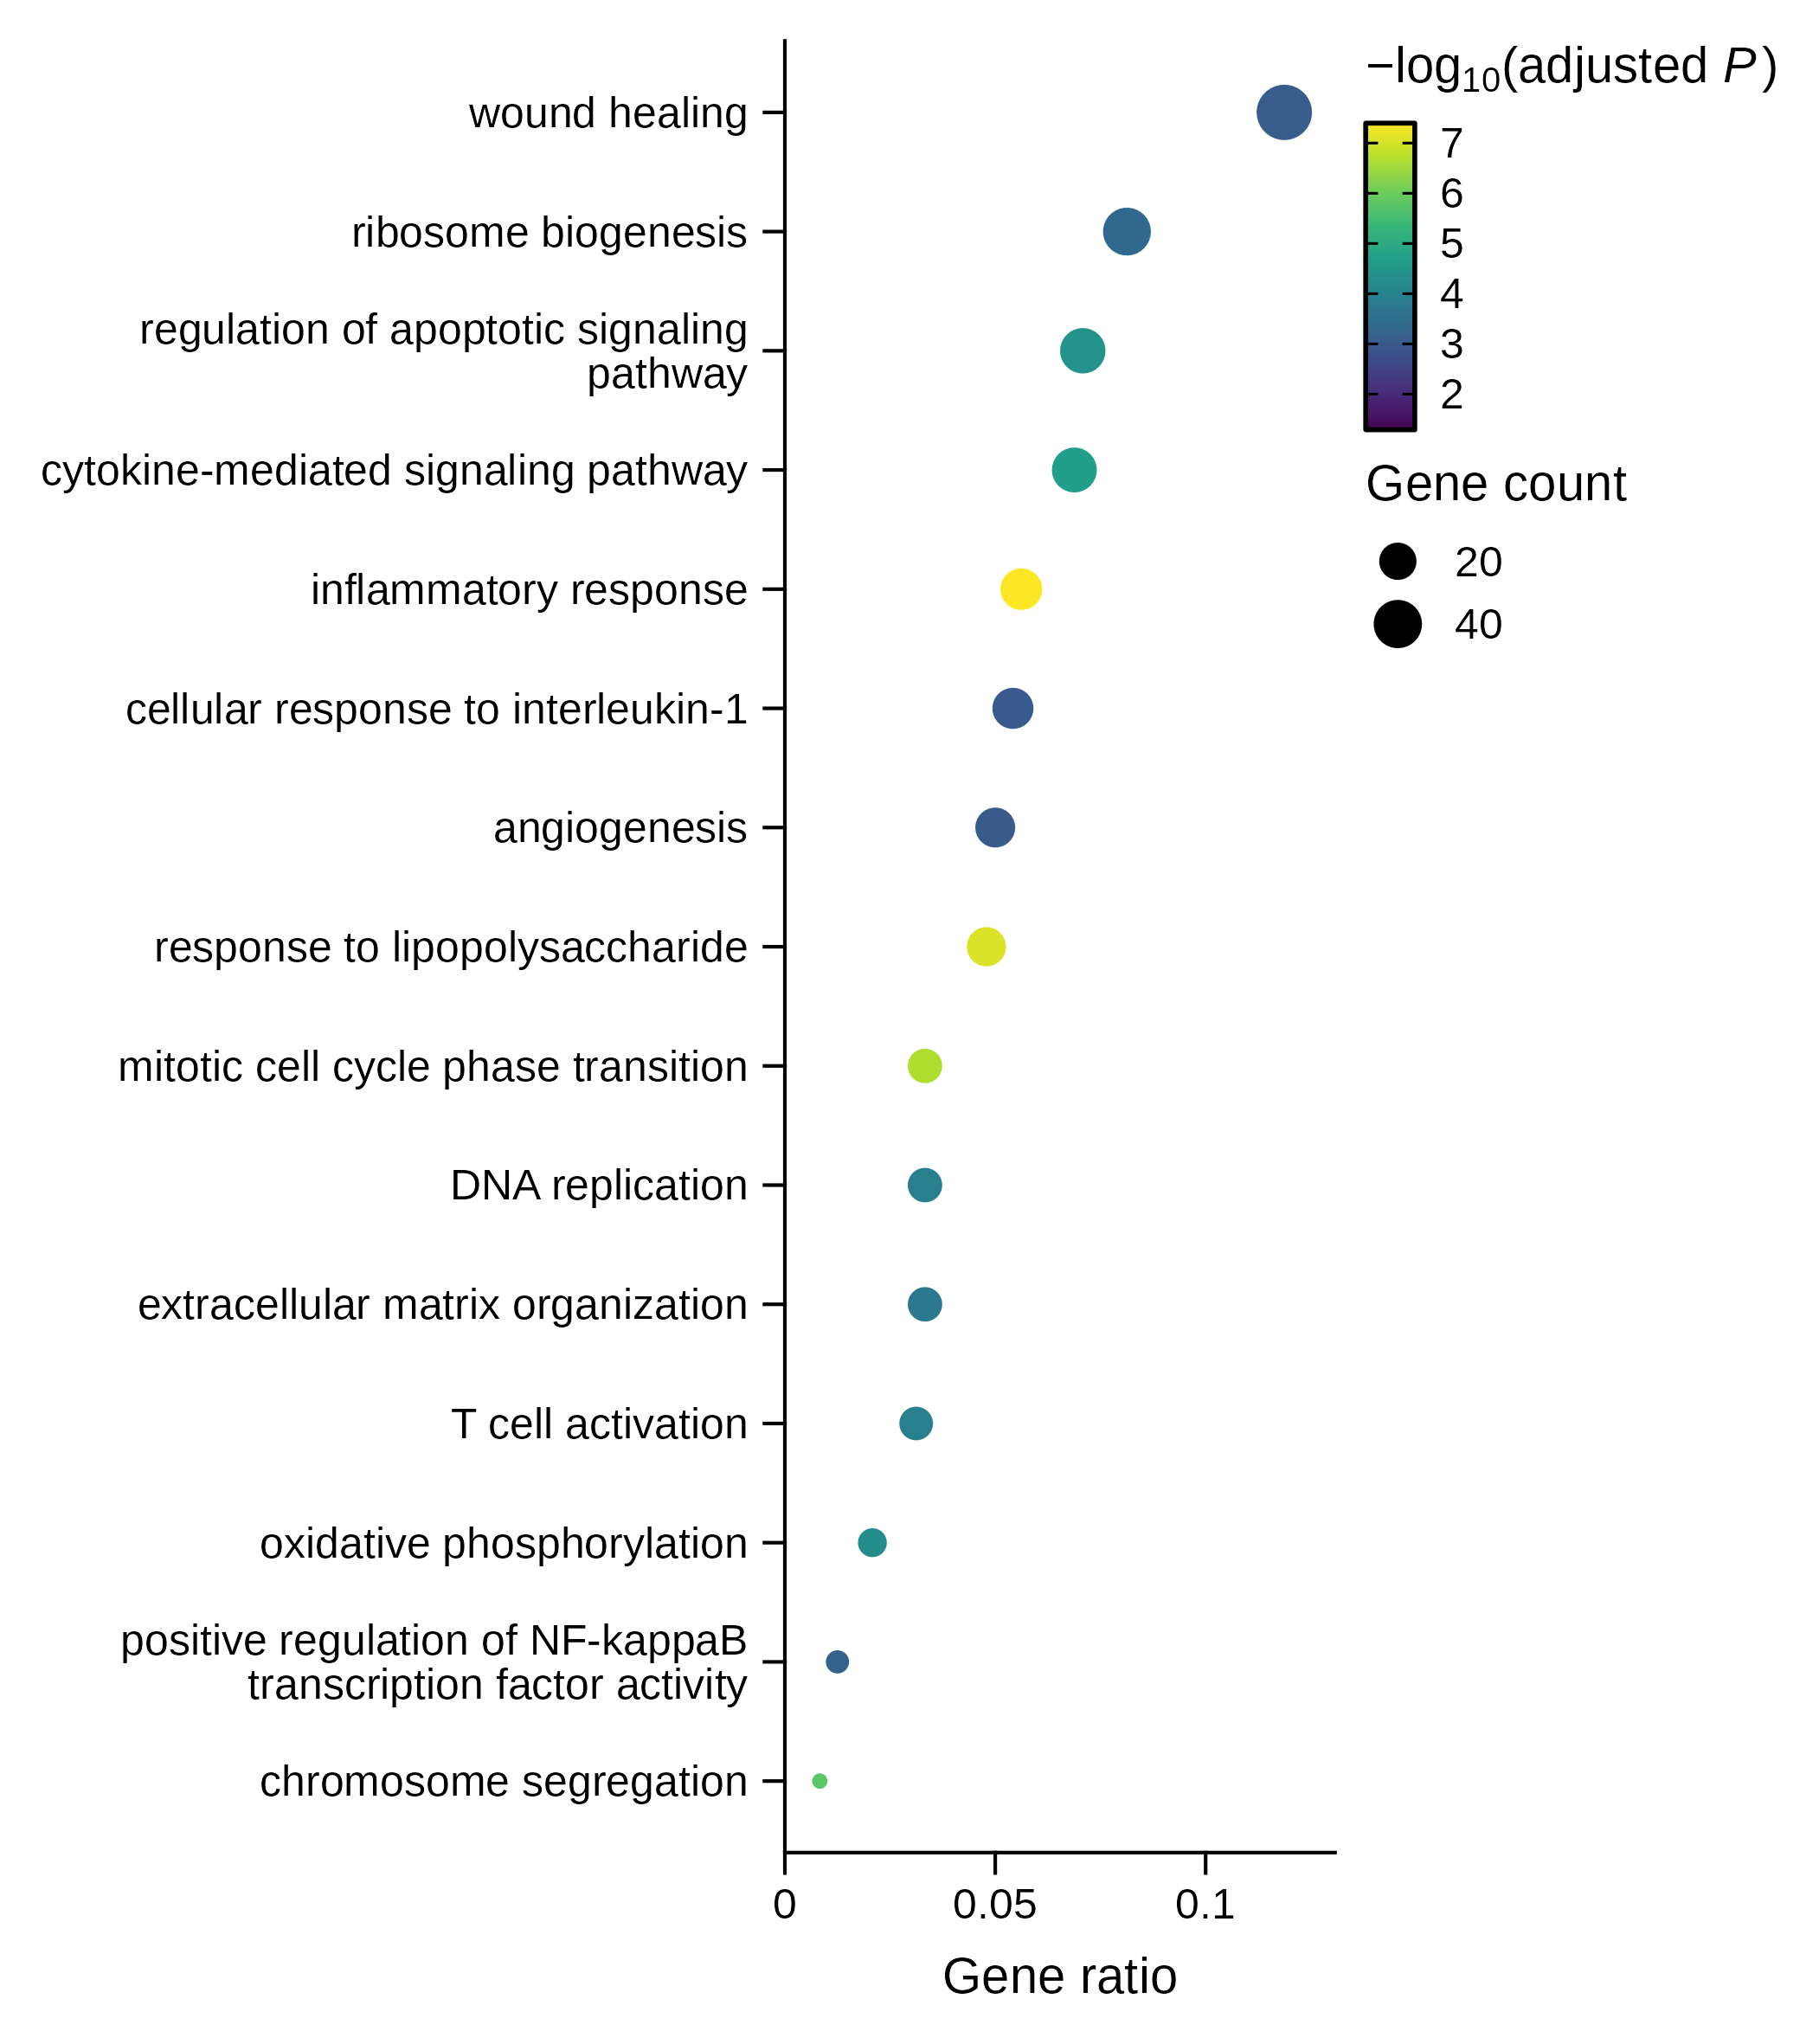 wound healing
ribosome biogenesis
regulation of apoptotic signaling
pathway
cytokine-mediated signaling pathway
inflammatory response
cellular response to interleukin-1
angiogenesis
response to lipopolysaccharide
mitotic cell cycle phase transition
DNA replication
extracellular matrix organization
T cell activation
oxidative phosphorylation
positive regulation of NF-kappaB
transcription factor activity
chromosome segregation
0 0.05 0.1
Gene ratio
−log₁₀(adjusted P)
7
6
5
4
3
2
Gene count
20
40